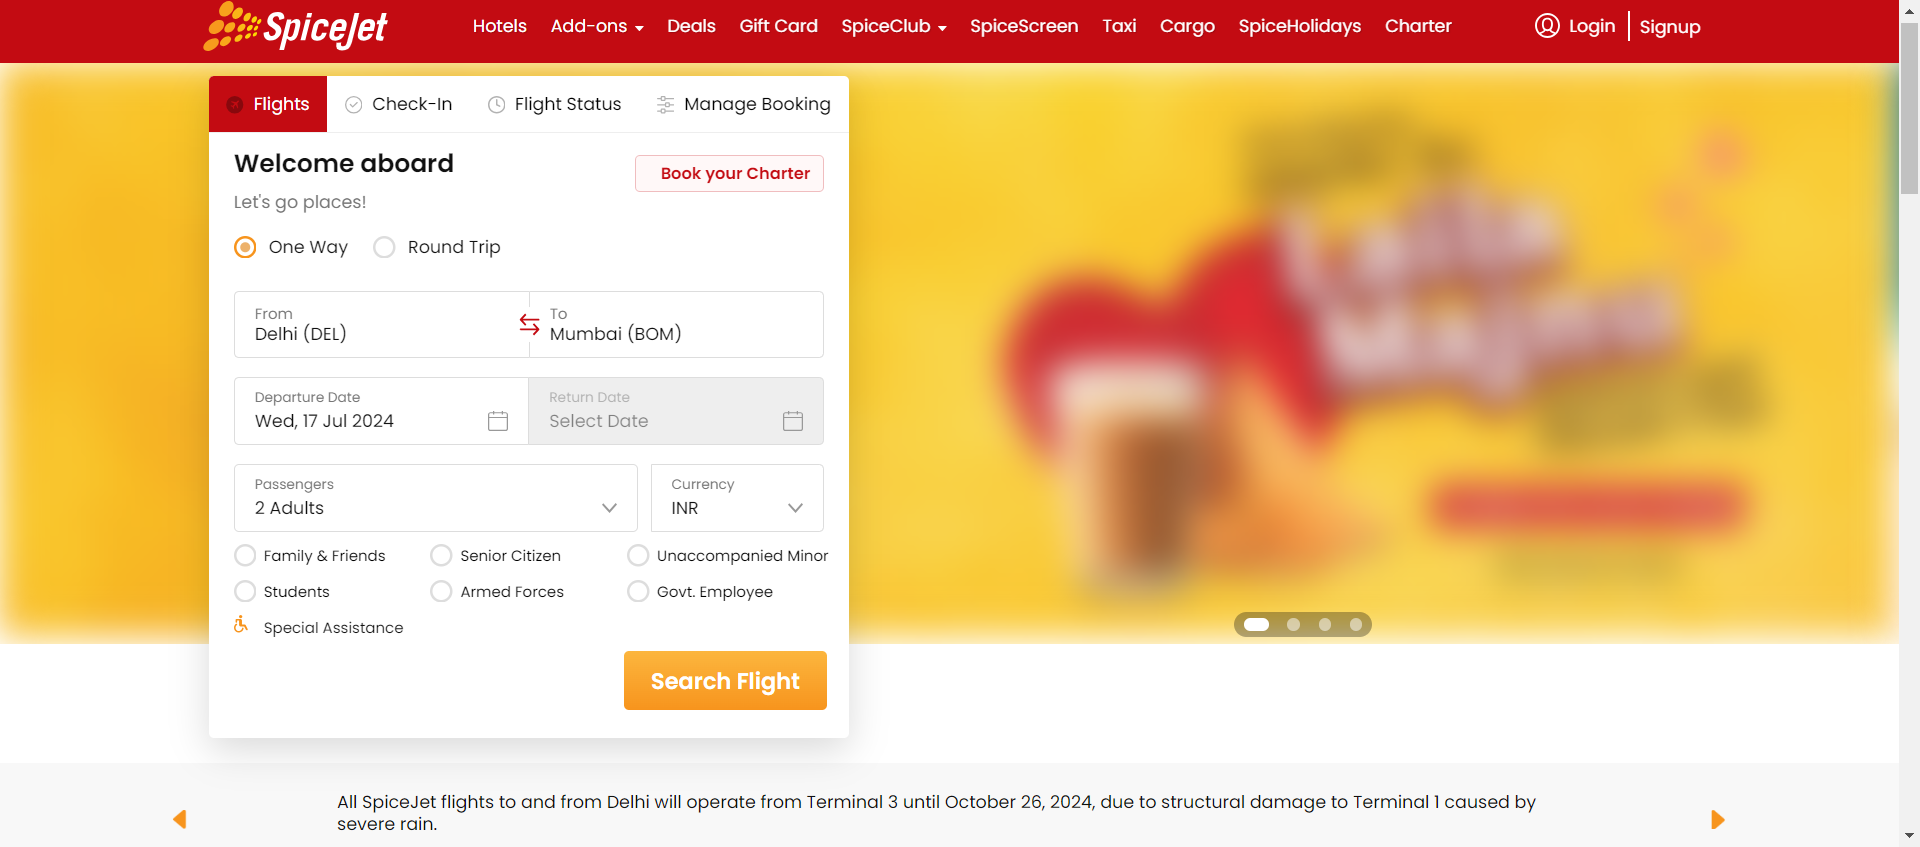 SpiceJet
Hotels Add-ons Deals Gift Card SpiceClub SpiceScreen Taxi Cargo SpiceHolidays Charter Login Signup
Flights Check-In Flight Status Manage Booking
Welcome aboard
Book your Charter
Let's go places!
One Way Round Trip
From To
Delhi (DEL) Mumbai (BOM)
Departure Date Return Date
Wed, 17 Jul 2024 Select Date
Passengers Currency
2 Adults INR
Family & Friends Senior Citizen Unaccompanied Minor
Students Armed Forces Govt. Employee
Special Assistance
Search Flight
All SpiceJet flights to and from Delhi will operate from Terminal 3 until October 26, 2024, due to structural damage to Terminal 1 caused by
severe rain.